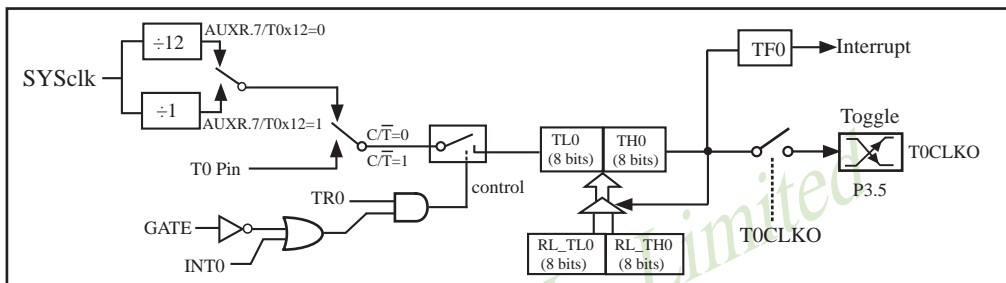 AUXR.7/T0x12=0
÷12
SYSclk
÷1
AUXR.7/T0x12=1
T0 Pin
C/T̅=0
C/T̅=1
TR0
GATE
INT0
control
TL0
(8 bits)
TH0
(8 bits)
RL_TL0
(8 bits)
RL_TH0
(8 bits)
TF0
Interrupt
Toggle
T0CLKO
P3.5
T0CLKO
Limited